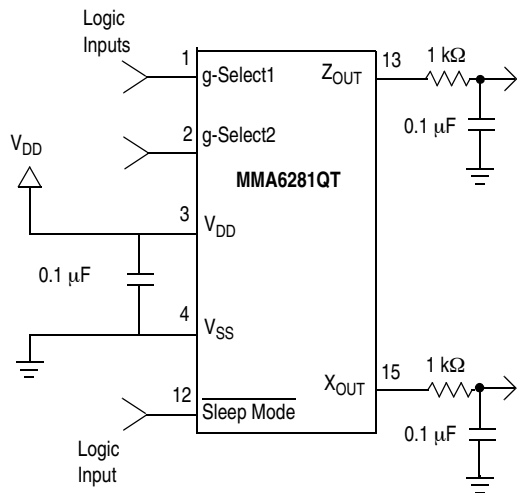 Logic
Inputs
1
g-Select1
2
g-Select2
V_DD
3
V_DD
0.1 μF
4
V_SS
12
Sleep Mode
Logic
Input
MMA6281QT
Z_OUT
13
1 kΩ
0.1 μF
X_OUT
15
1 kΩ
0.1 μF